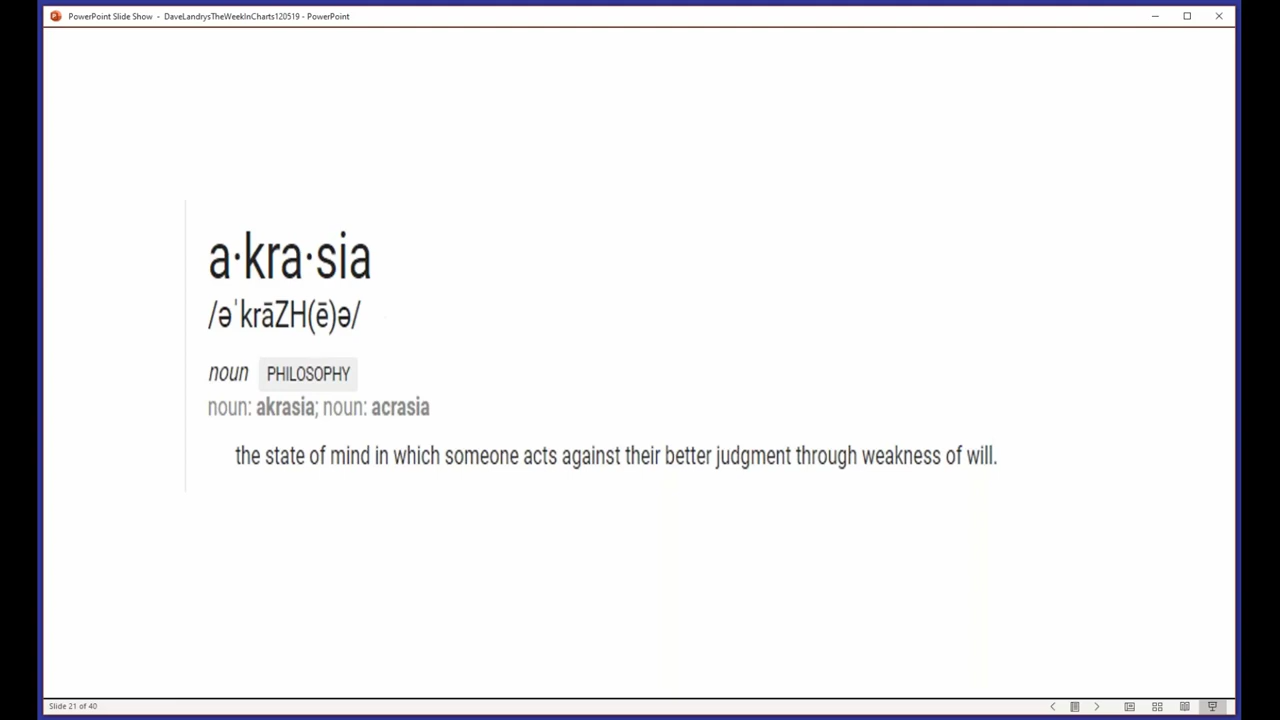 PowerPoint Slide Show - DaveLandrysTheWeekInCharts120519 - PowerPoint
a·kra·sia
/əˈkrāZH(ē)ə/
noun PHILOSOPHY
noun: akrasia; noun: acrasia
the state of mind in which someone acts against their better judgment through weakness of will.
Slide 21 of 40